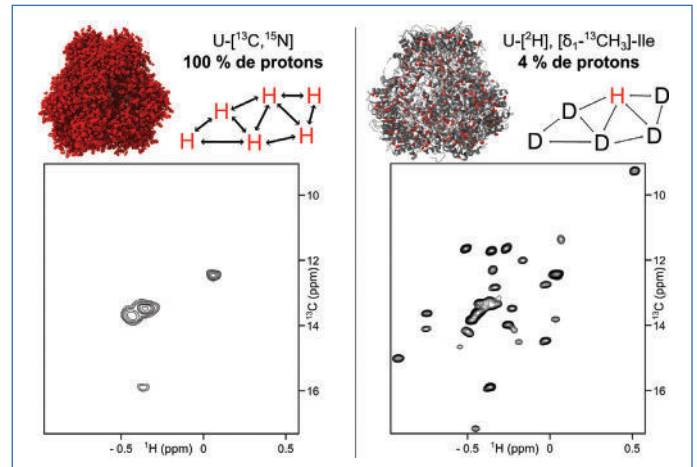 U-[¹³C,¹⁵N]
100 % de protons
H H
H
H H H
10
12
14
16
¹³C (ppm)
- 0.5 ¹H (ppm) 0 0.5
U-[²H], [δ₁-¹³CH₃]-Ile
4 % de protons
H D
D
D D D
10
12
14
16
¹³C (ppm)
- 0.5 ¹H (ppm) 0 0.5